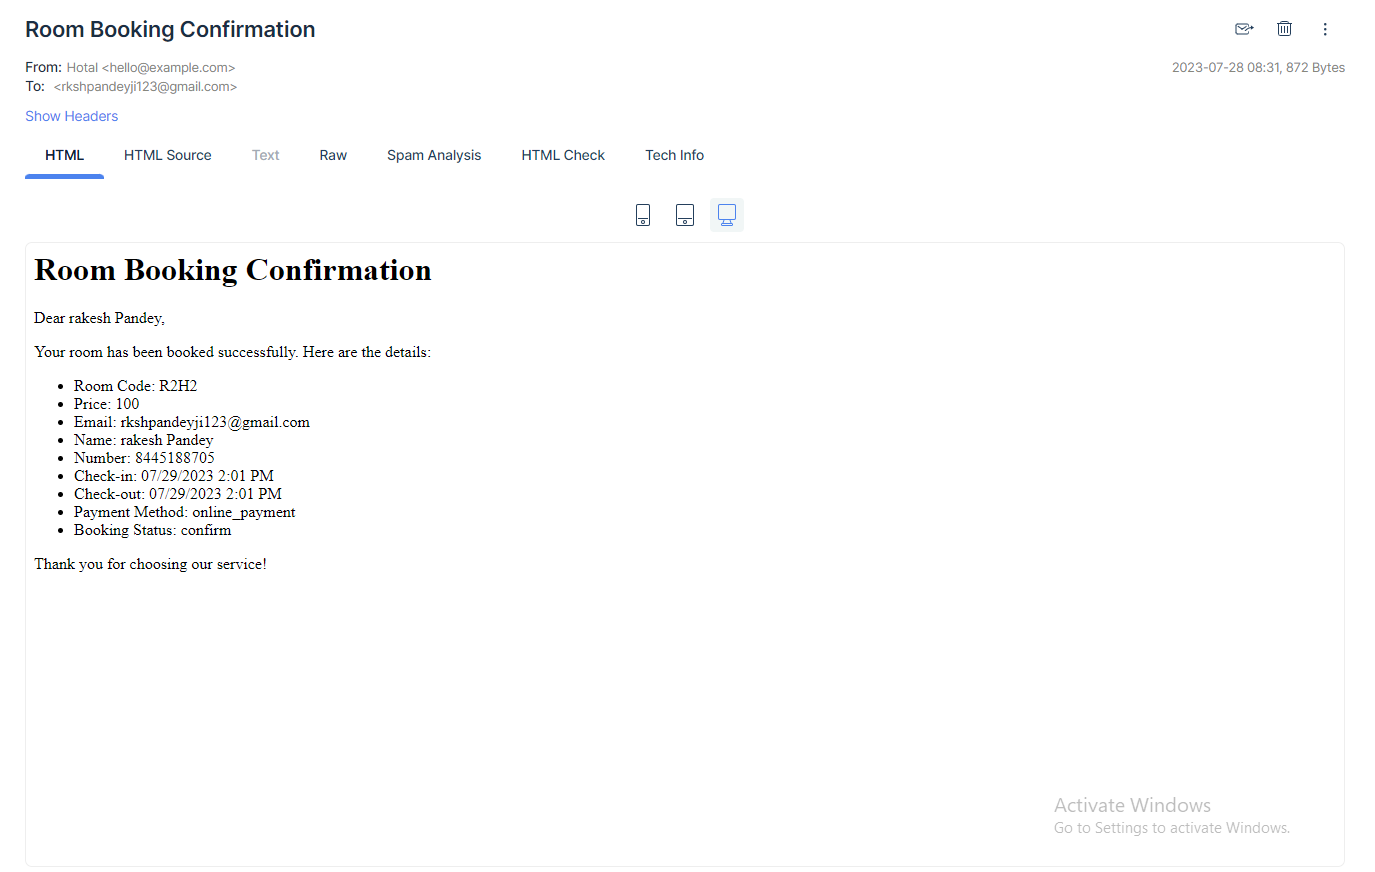 Room Booking Confirmation
From: Hotal <hello@example.com>
2023-07-28 08:31, 872 Bytes
To: <rkshpandeyji123@gmail.com>
Show Headers
HTML HTML Source Text Raw Spam Analysis HTML Check Tech Info
Room Booking Confirmation
Dear rakesh Pandey,
Your room has been booked successfully. Here are the details:
• Room Code: R2H2
• Price: 100
• Email: rkshpandeyji123@gmail.com
• Name: rakesh Pandey
• Number: 8445188705
• Check-in: 07/29/2023 2:01 PM
• Check-out: 07/29/2023 2:01 PM
• Payment Method: online_payment
• Booking Status: confirm
Thank you for choosing our service!
Activate Windows
Go to Settings to activate Windows.